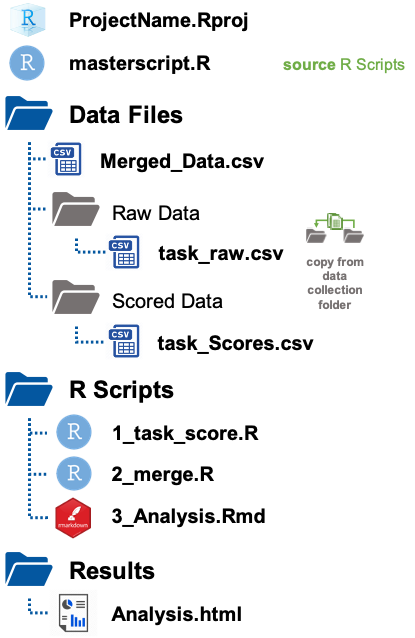 R
ProjectName.Rproj
R
masterscript.R
source R Scripts
Data Files
CSV
Merged_Data.csv
Raw Data
CSV
task_raw.csv
copy from
data
collection
folder
Scored Data
CSV
task_Scores.csv
R Scripts
R
1_task_score.R
R
2_merge.R
rmarkdown
3_Analysis.Rmd
Results
Analysis.html